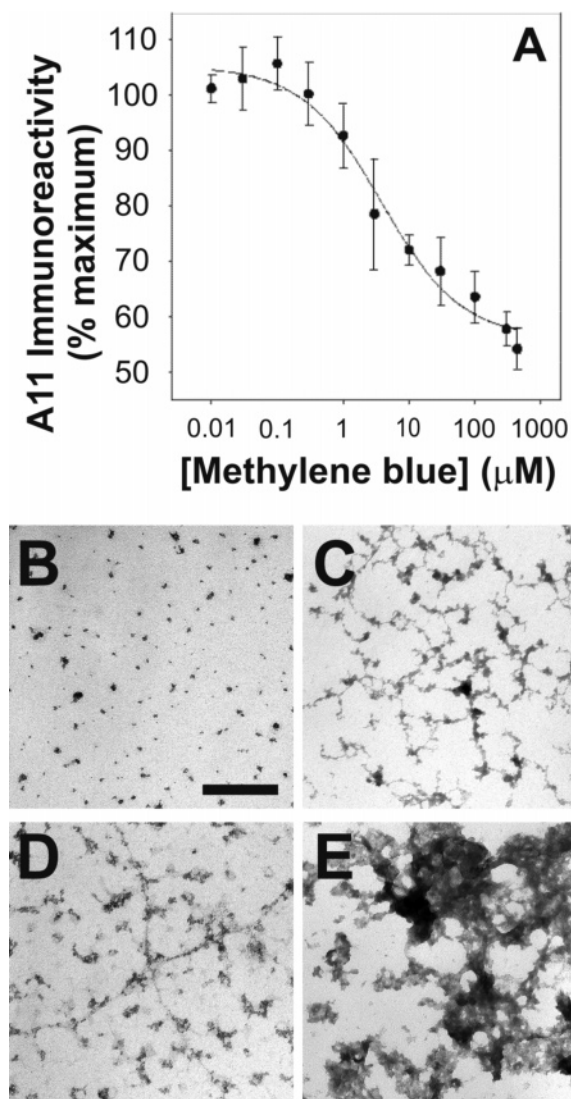 A
110
100
90
80
70
60
50
A11 Immunoreactivity
(% maximum)
0.01 0.1 1 10 100 1000
[Methylene blue] (μM)
B
C
D
E